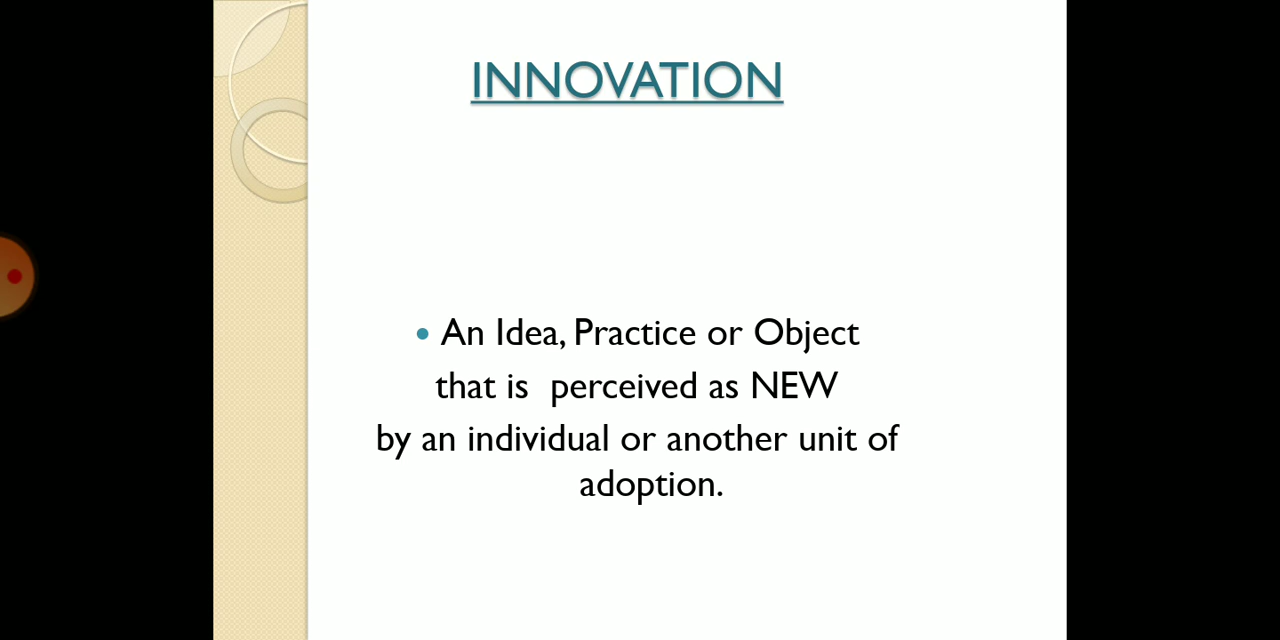 INNOVATION
• An Idea, Practice or Object
that is  perceived as NEW
by an individual or another unit of
adoption.